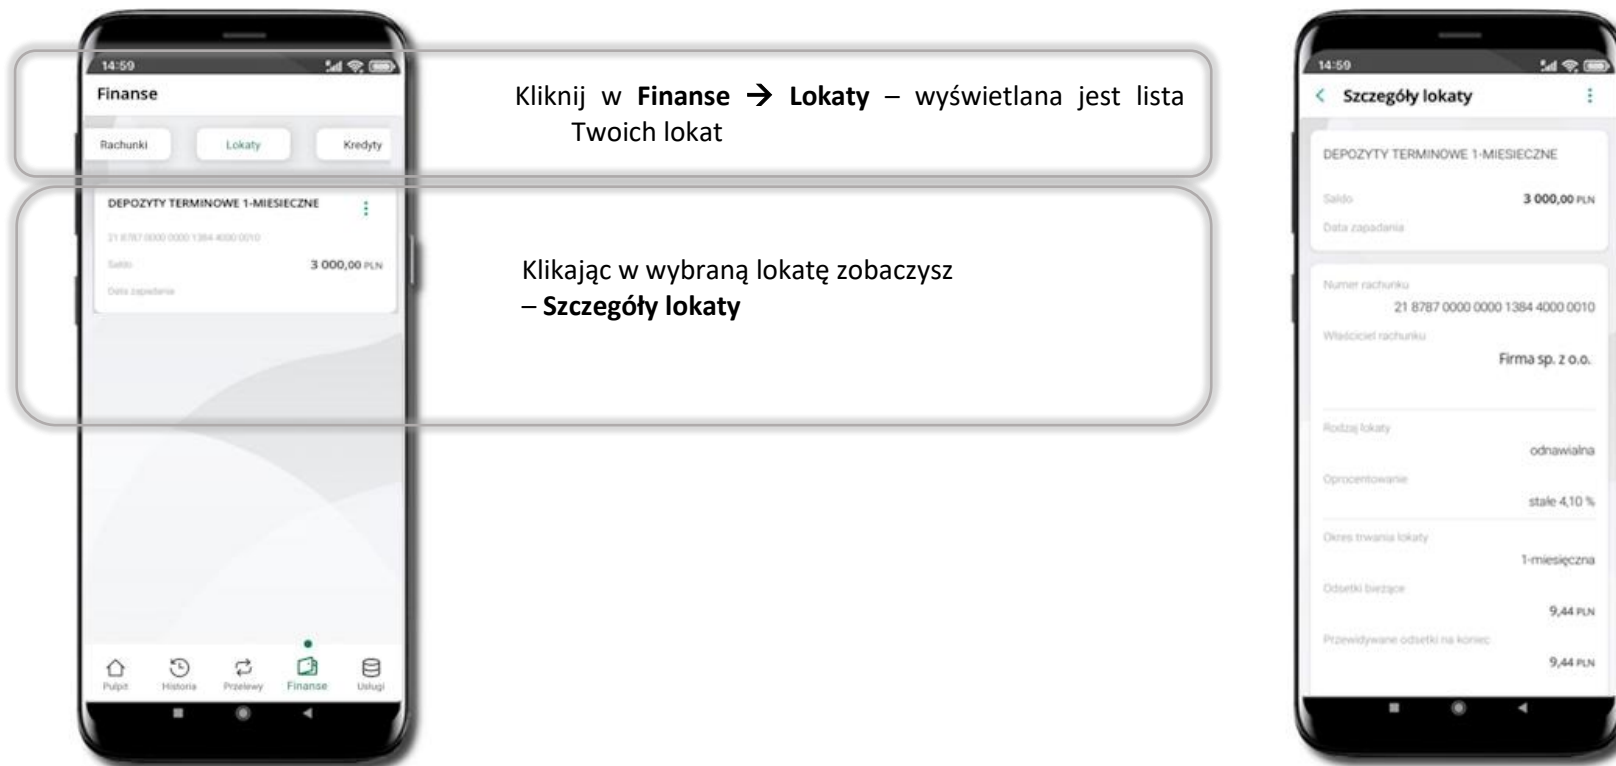 14:59
Finanse
Rachunki Lokaty Kredyty
DEPOZYTY TERMINOWE 1-MIESIECZNE
21 8787 0000 0000 1384 4000 0010
Saldo 3 000,00 PLN
Data zapadania
Pulpit Historia Przelewy Finanse Usługi
Kliknij w Finanse → Lokaty – wyświetlana jest lista
Twoich lokat
Klikając w wybraną lokatę zobaczysz
– Szczegóły lokaty
14:59
Szczegóły lokaty
DEPOZYTY TERMINOWE 1-MIESIECZNE
Saldo 3 000,00 PLN
Data zapadania
Numer rachunku
21 8787 0000 0000 1384 4000 0010
Właściciel rachunku
Firma sp. z o.o.
Rodzaj lokaty
odnawialna
Oprocentowanie
stałe 4,10 %
Okres trwania lokaty
1-miesięczna
Odsetki bieżące
9,44 PLN
Przewidywane odsetki na koniec
9,44 PLN